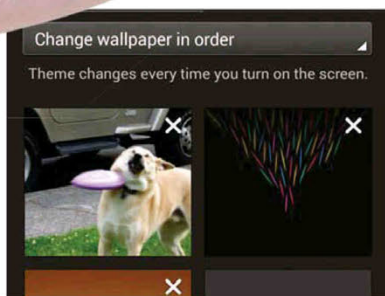 Change wallpaper in order
Theme changes every time you turn on the screen.